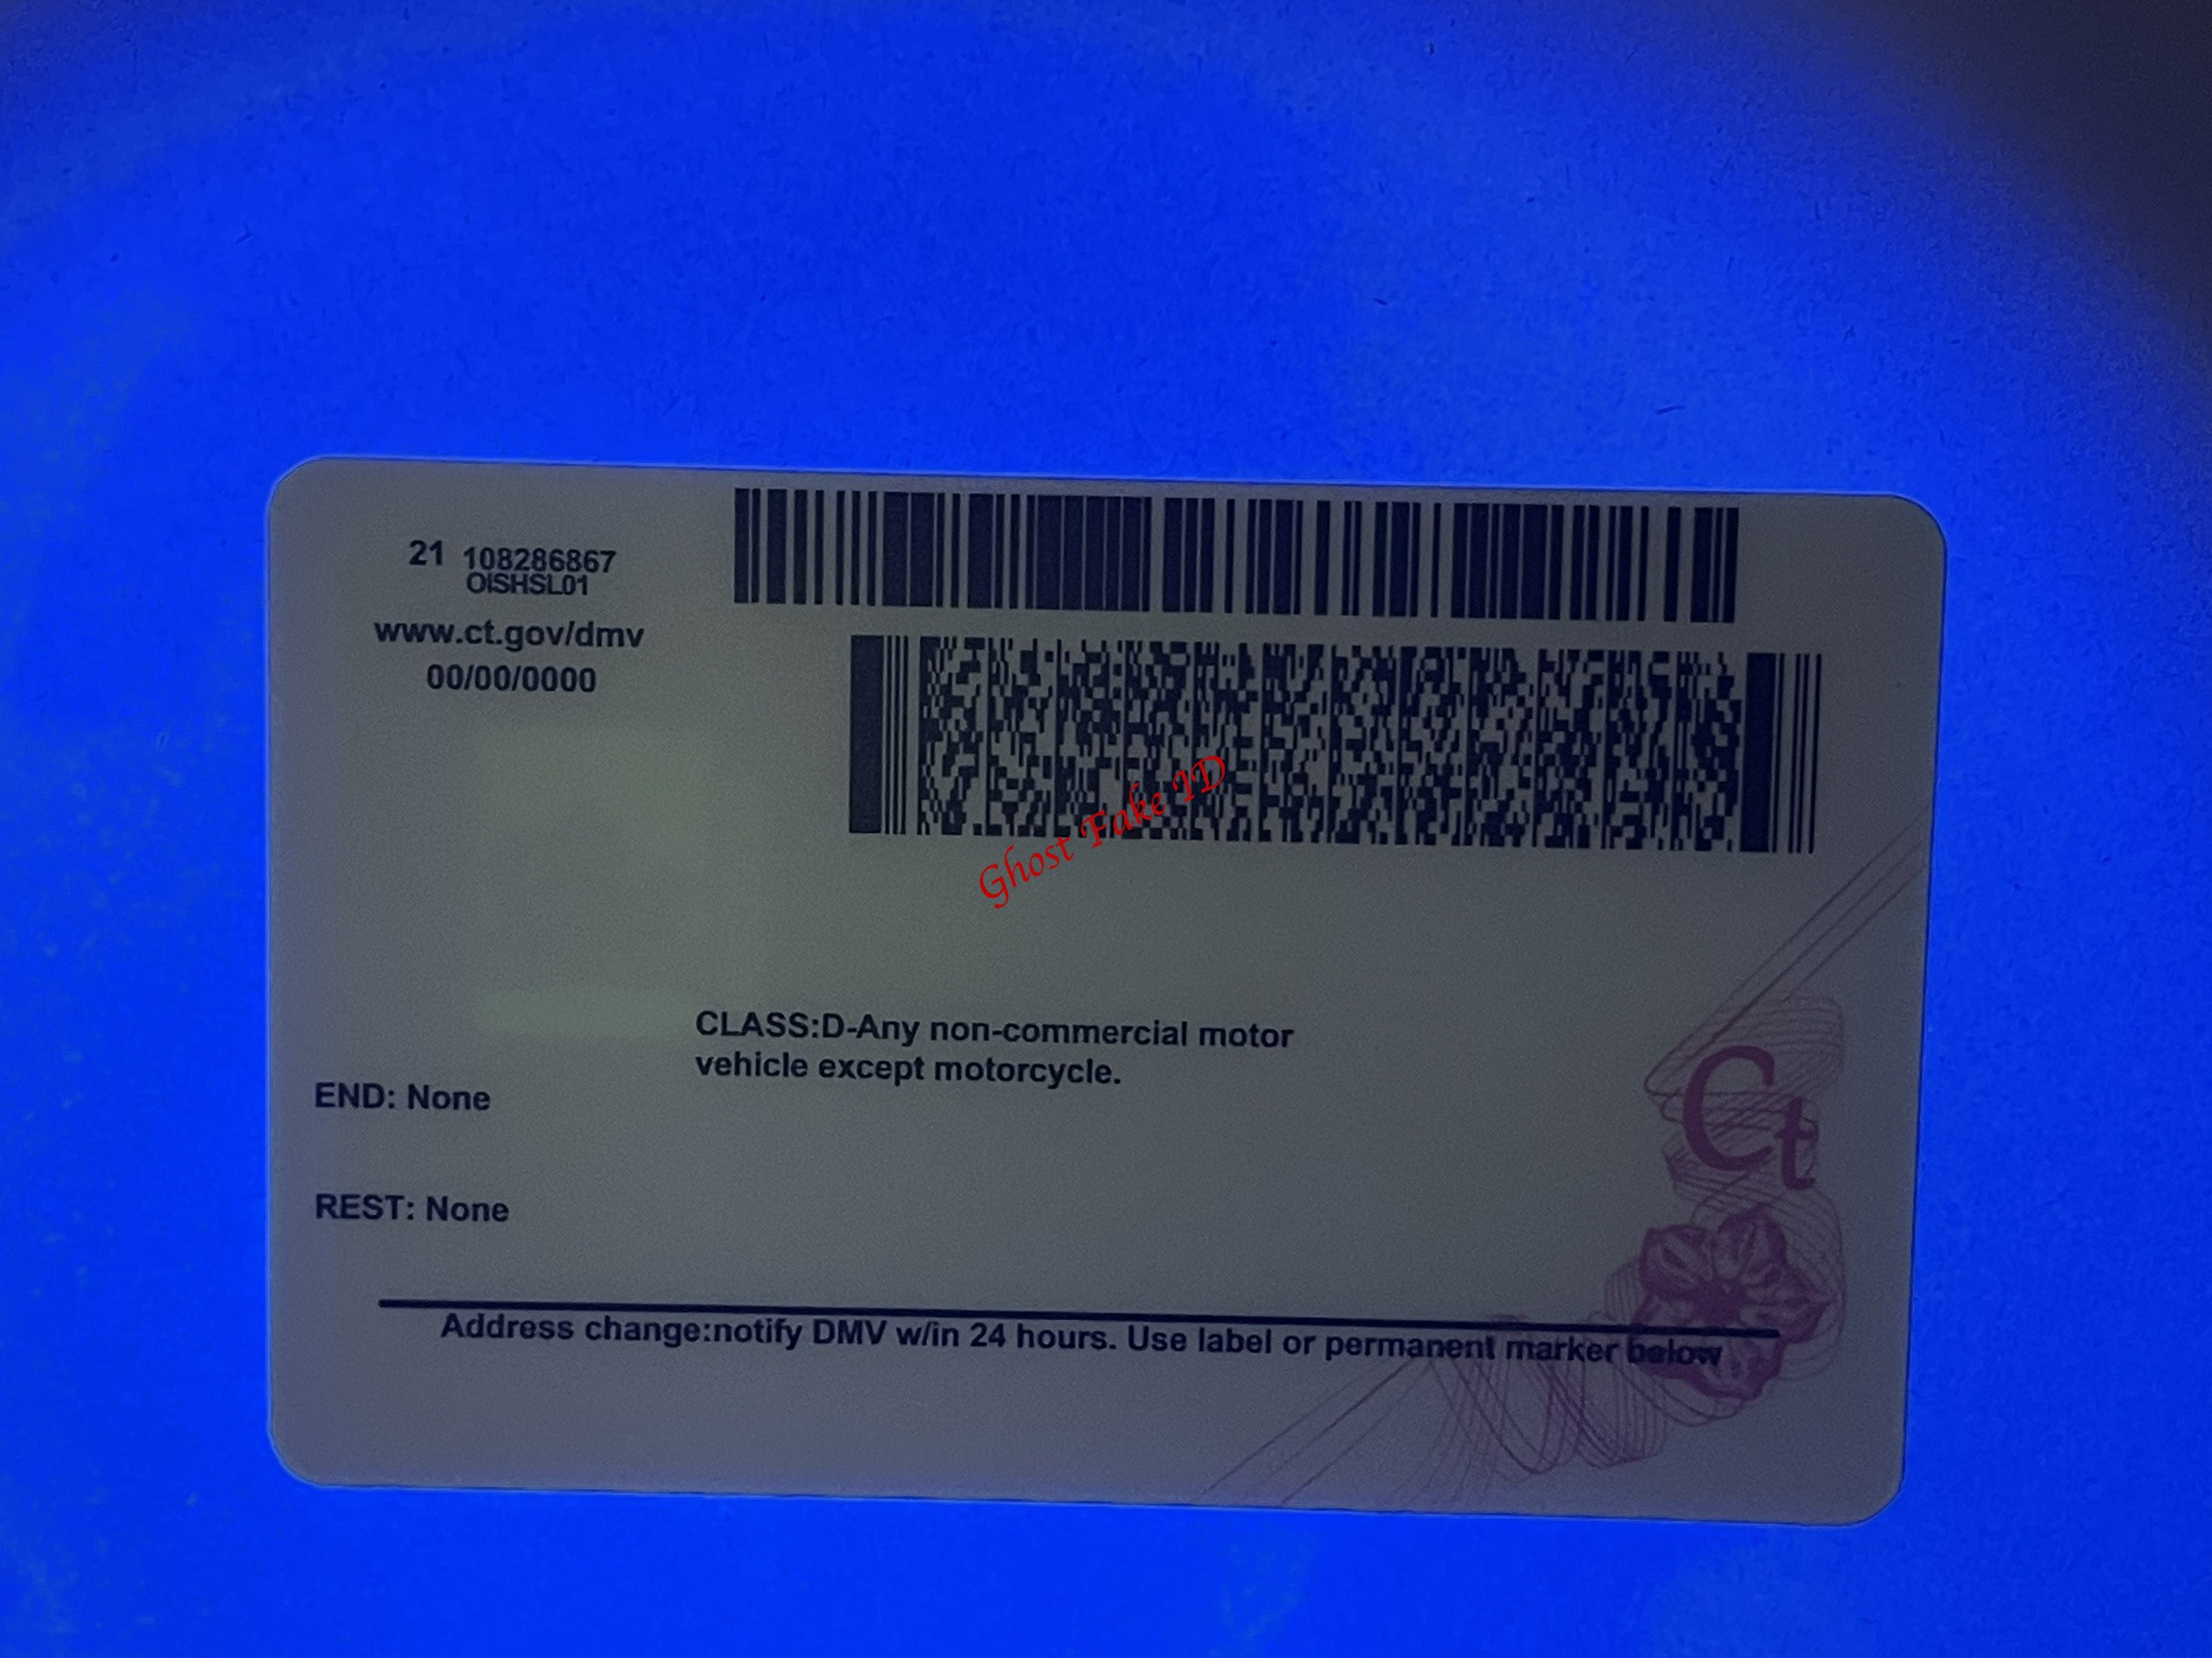 21 108286867
OISHSL01
www.ct.gov/dmv
00/00/0000
Ghost Fake ID
CLASS:D-Any non-commercial motor
vehicle except motorcycle.
END: None
REST: None
Ct
Address change:notify DMV w/in 24 hours. Use label or permanent marker below